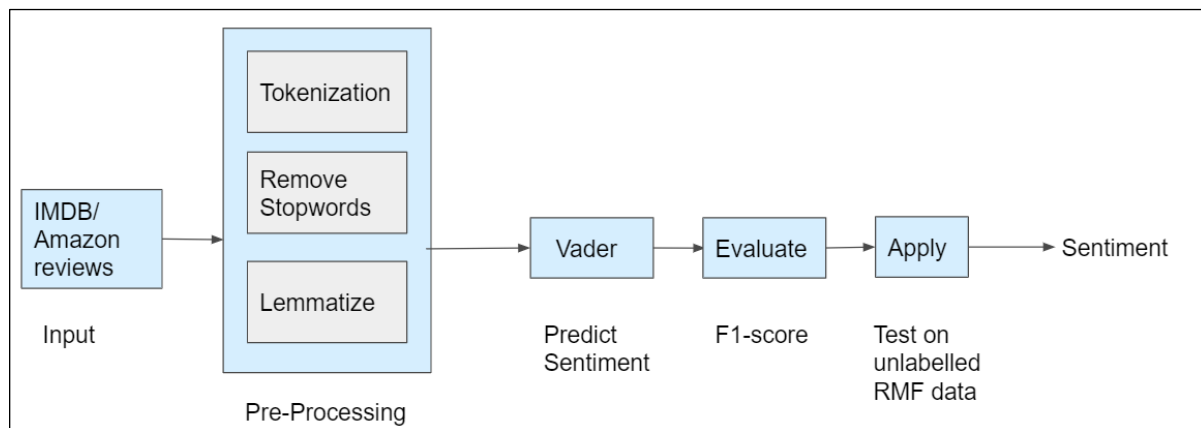 IMDB/
Amazon
reviews
Input
Tokenization
Remove
Stopwords
Lemmatize
Pre-Processing
Vader
Predict
Sentiment
Evaluate
F1-score
Apply
Test on
unlabelled
RMF data
Sentiment